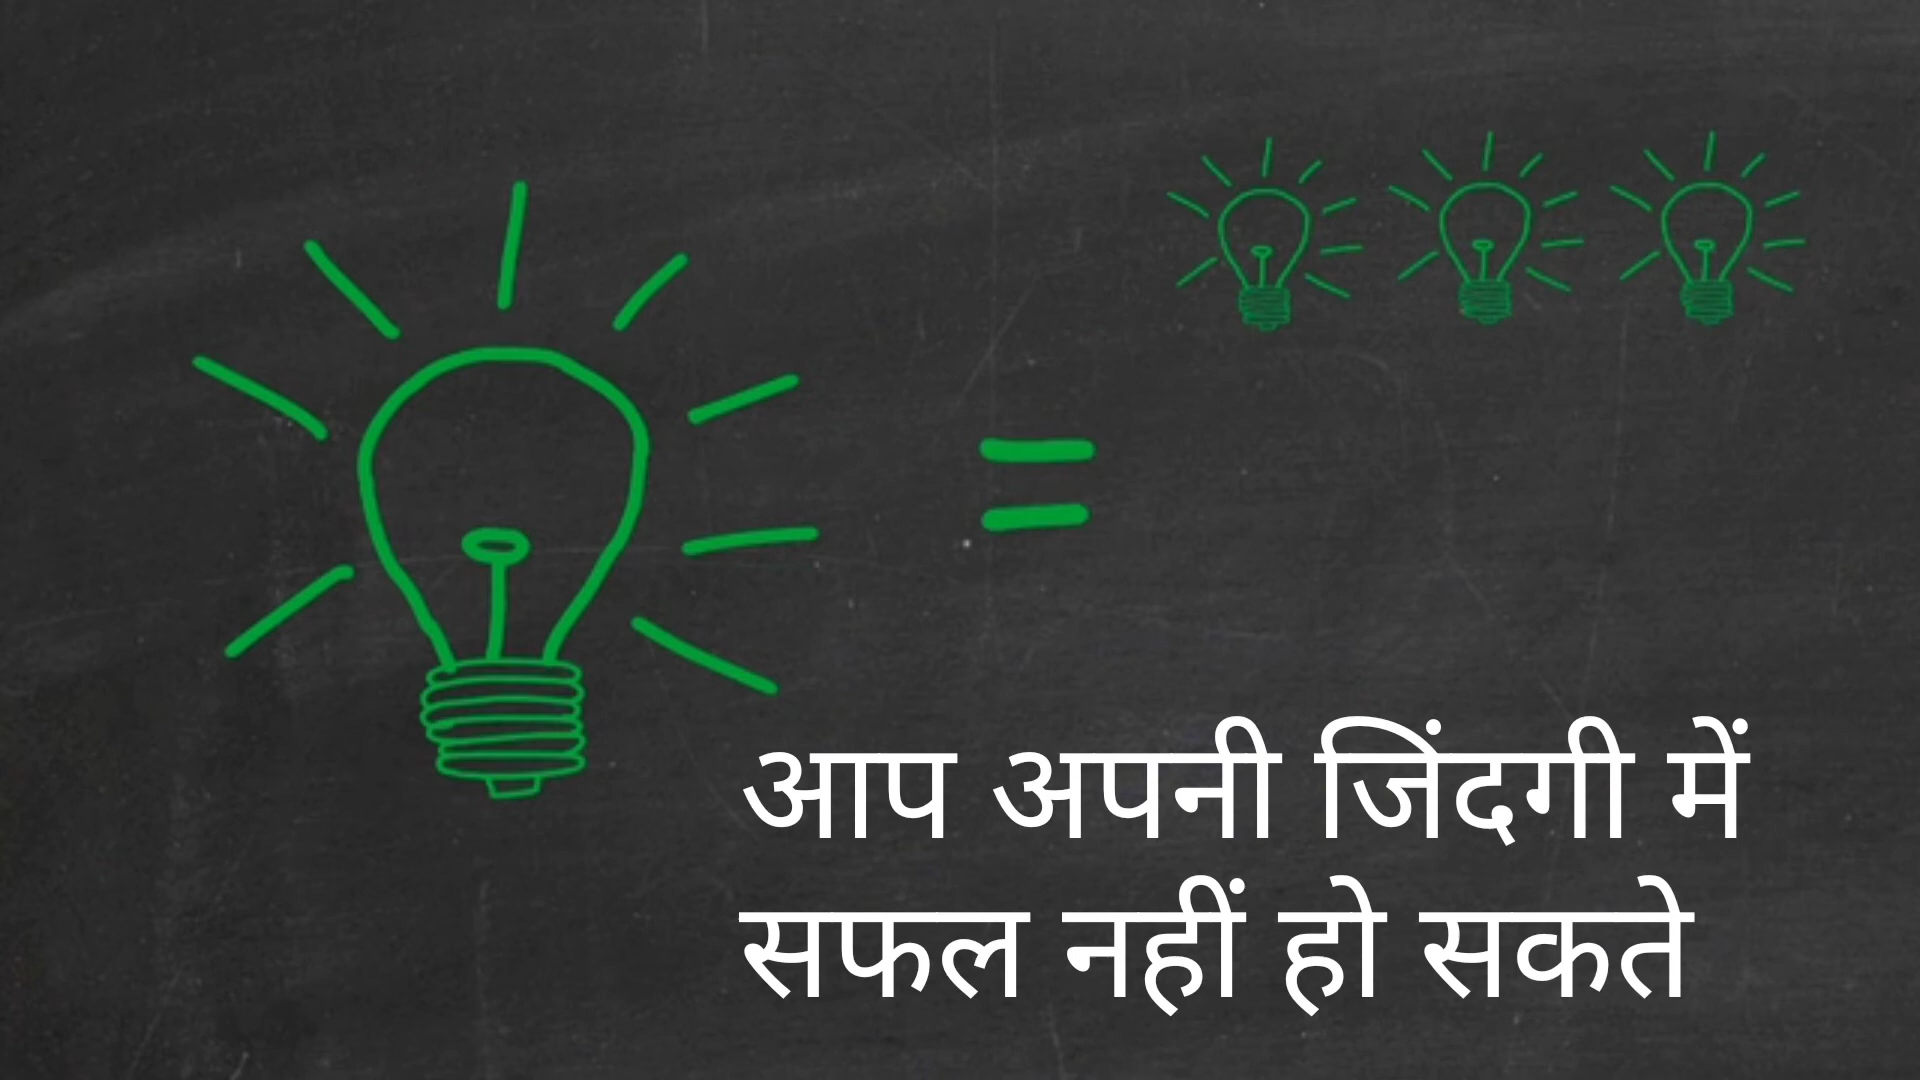 आप अपनी जिंदगी में
सफल नहीं हो सकते